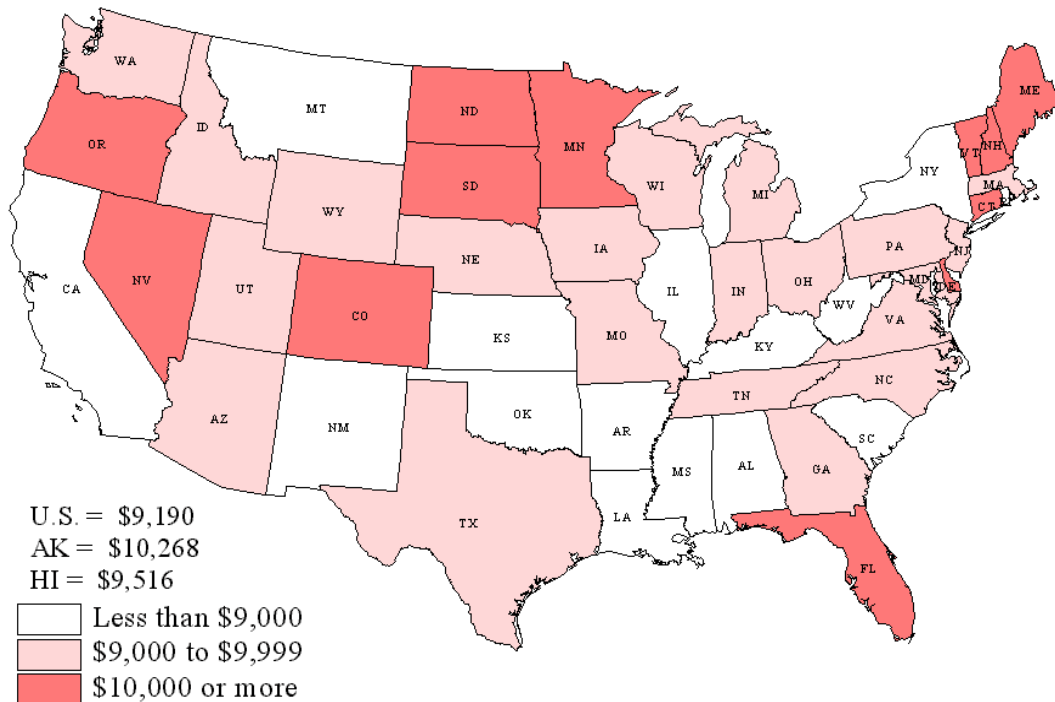 WA
MT
ND
ME
OR
ID
MN
VT
NH
NY
SD
WI
MA
WY
MI
CT
RI
IA
PA
NJ
NE
OH
MD
DE
NV
UT
CA
CO
IL
IN
WV
VA
KS
MO
KY
NC
TN
AZ
OK
NM
AR
SC
MS
AL
GA
TX
LA
FL
U.S. = $9,190
AK = $10,268
HI = $9,516
Less than $9,000
$9,000 to $9,999
$10,000 or more